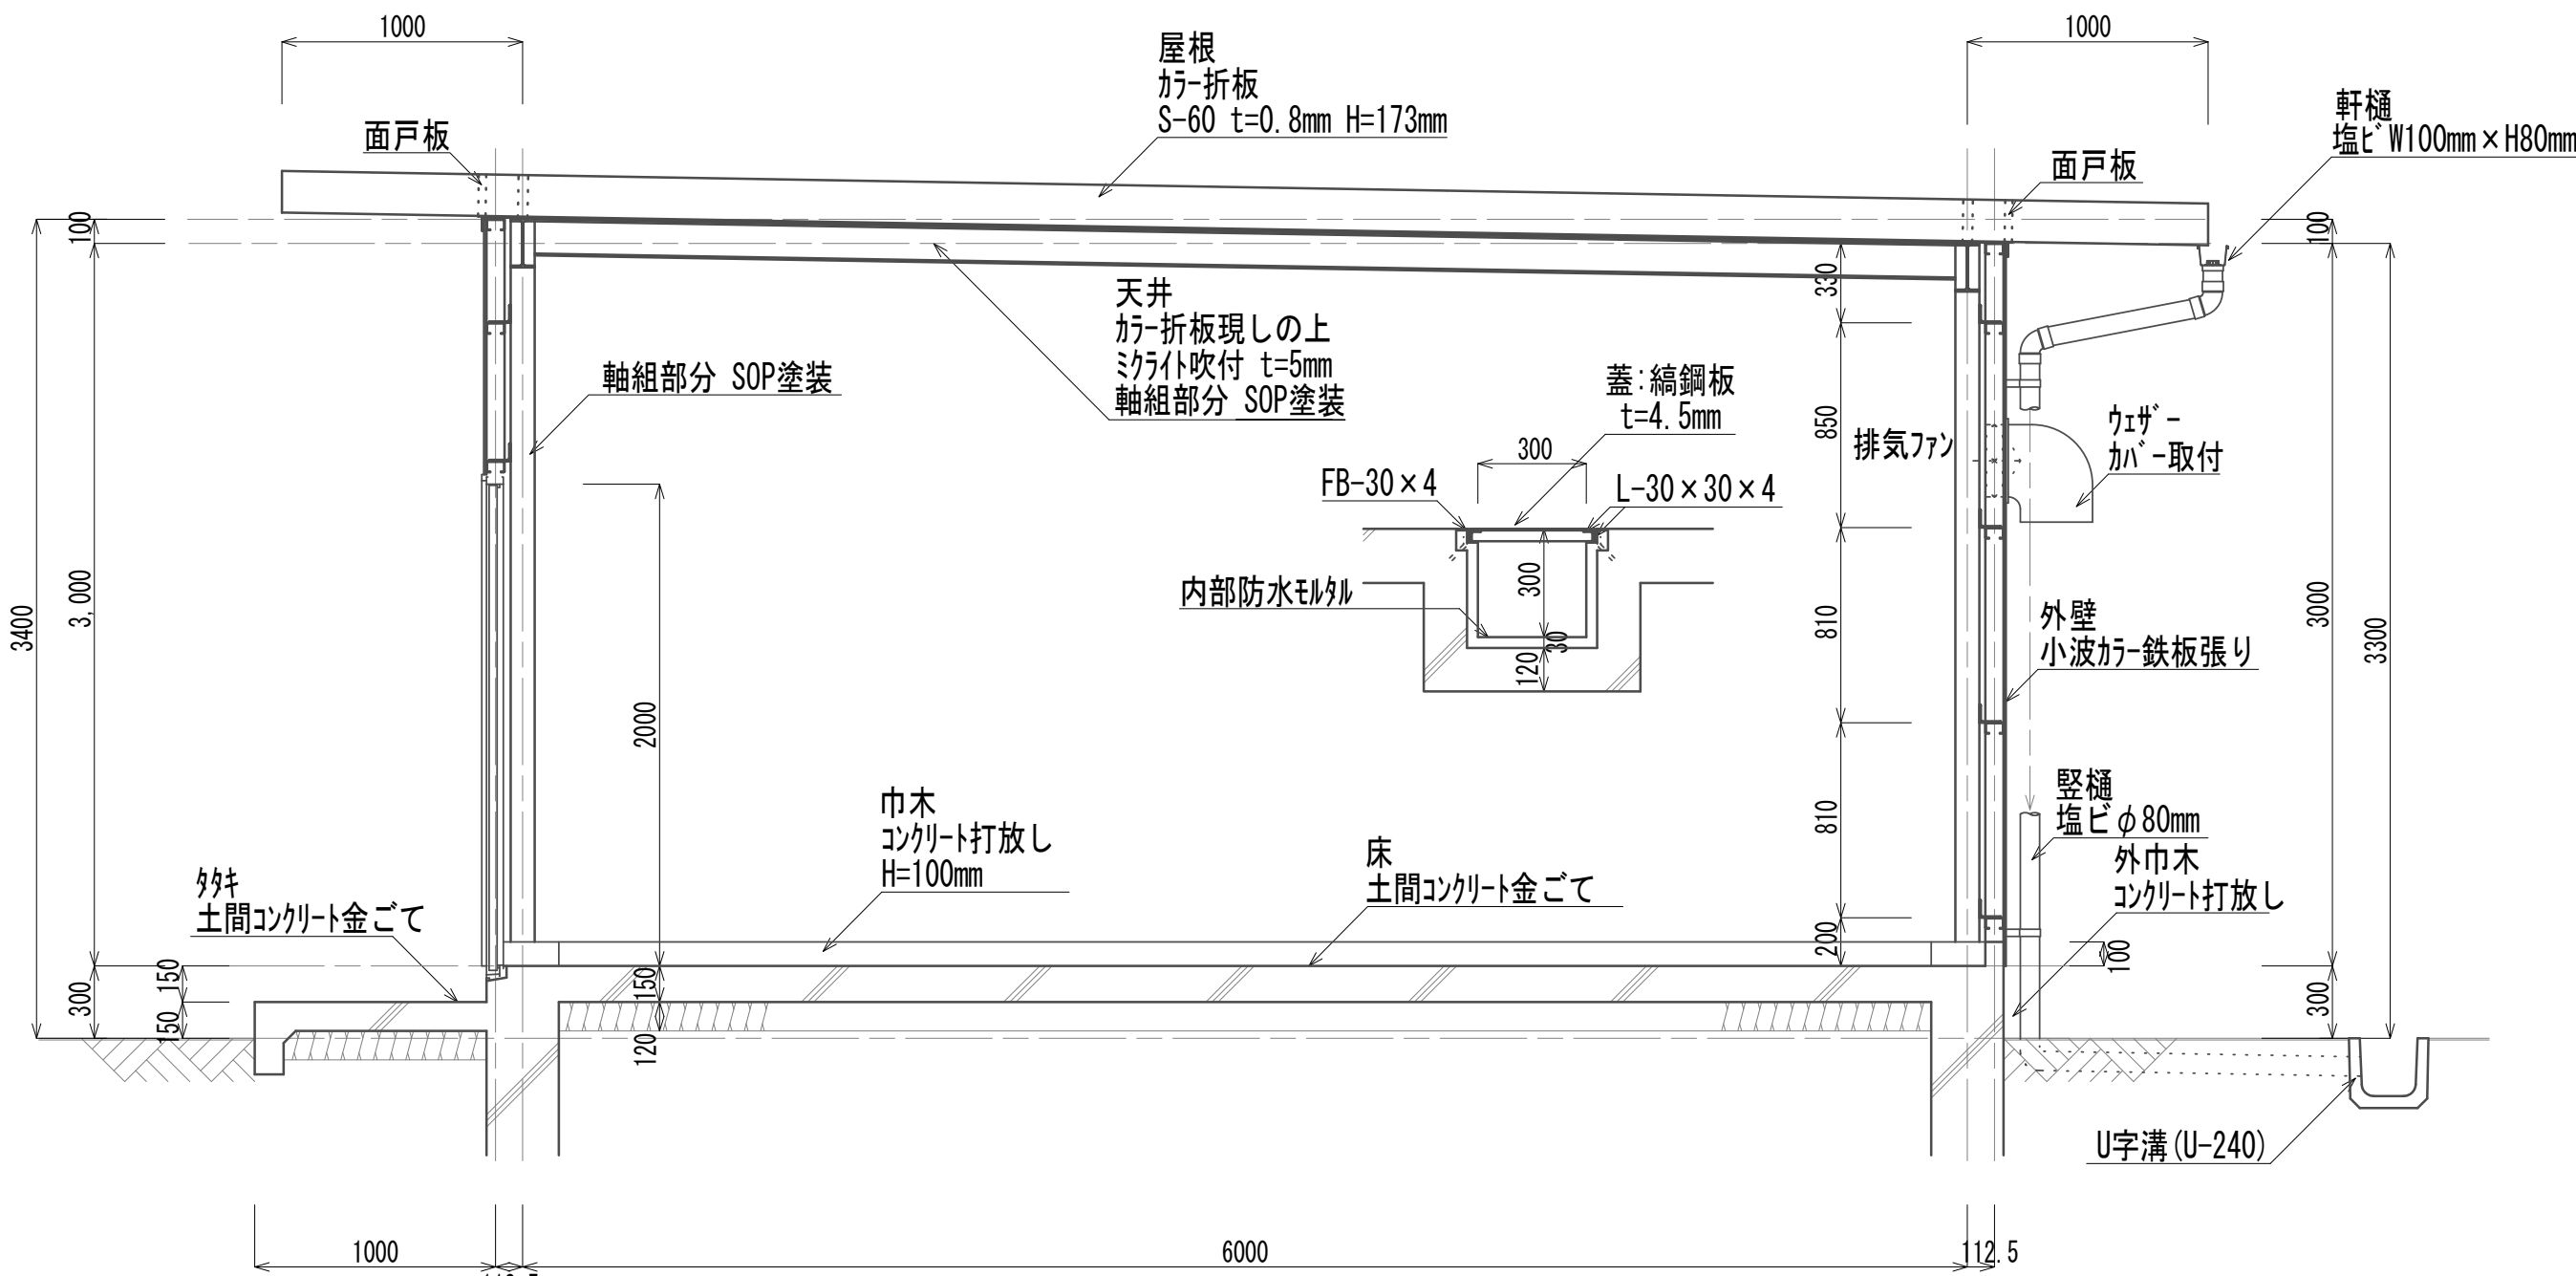 1000
1000
屋根
ｶﾗｰ折板
S-60 t=0.8mm H=173mm
面戸板
軒樋
塩ﾋﾞ W100mm×H80mm
面戸板
100
100
330
天井
ｶﾗｰ折板現しの上
ﾐｸﾗｲﾄ吹付 t=5mm
軸組部分 SOP塗装
軸組部分 SOP塗装
蓋:縞鋼板
t=4.5mm
850
排気ﾌｧﾝ
ｳｪｻﾞｰ
ｶﾊﾞｰ取付
300
FB-30×4
L-30×30×4
300
内部防水ﾓﾙﾀﾙ
30
120
3400
3,000
2000
810
外壁
小波ｶﾗｰ鉄板張り
3000
3300
810
竪樋
塩ビφ80mm
巾木
ｺﾝｸﾘｰﾄ打放し
H=100mm
床
土間ｺﾝｸﾘｰﾄ金ごて
外巾木
ｺﾝｸﾘｰﾄ打放し
ﾀﾀｷ
土間ｺﾝｸﾘｰﾄ金ごて
200
100
300
150
150
150
120
300
U字溝(U-240)
1000
6000
112.5